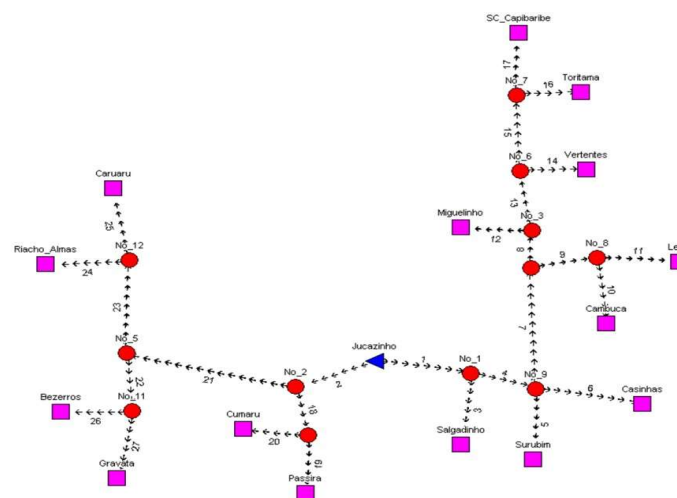 SC_Capibaribe
17
No_7
16
Toritama
15
No_6
14
Vertentes
13
Caruaru
Miguelinho
12
No_3
25
No_12
Riacho_Almas
24
8
9
No_8
11
Le
10
Cambuca
23
7
Jucazinho
No_5
1
No_1
No_2
2
21
4
No_9
22
6
Casinhas
Bezerros
No_11
26
18
3
5
Cumaru
20
27
Salgadinho
19
Surubim
Gravata
Passira